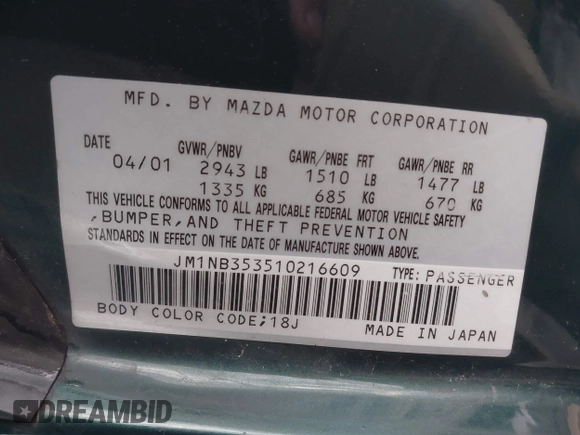 MFD. BY MAZDA MOTOR CORPORATION
DATE GVWR/PNBV GAWR/PNBE FRT GAWR/PNBE RR
04/01 2943 LB 1510 LB 1477 LB
1335 KG 685 KG 670 KG
THIS VEHICLE CONFORMS TO ALL APPLICABLE FEDERAL MOTOR VEHICLE SAFETY
,BUMPER,AND THEFT PREVENTION
STANDARDS IN EFFECT ON THE DATE OF MANUFACTURE SHOWN ABOVE.
JM1NB353510216609 TYPE: PASSENGER
BODY COLOR CODE;18J MADE IN JAPAN
DREAMBID